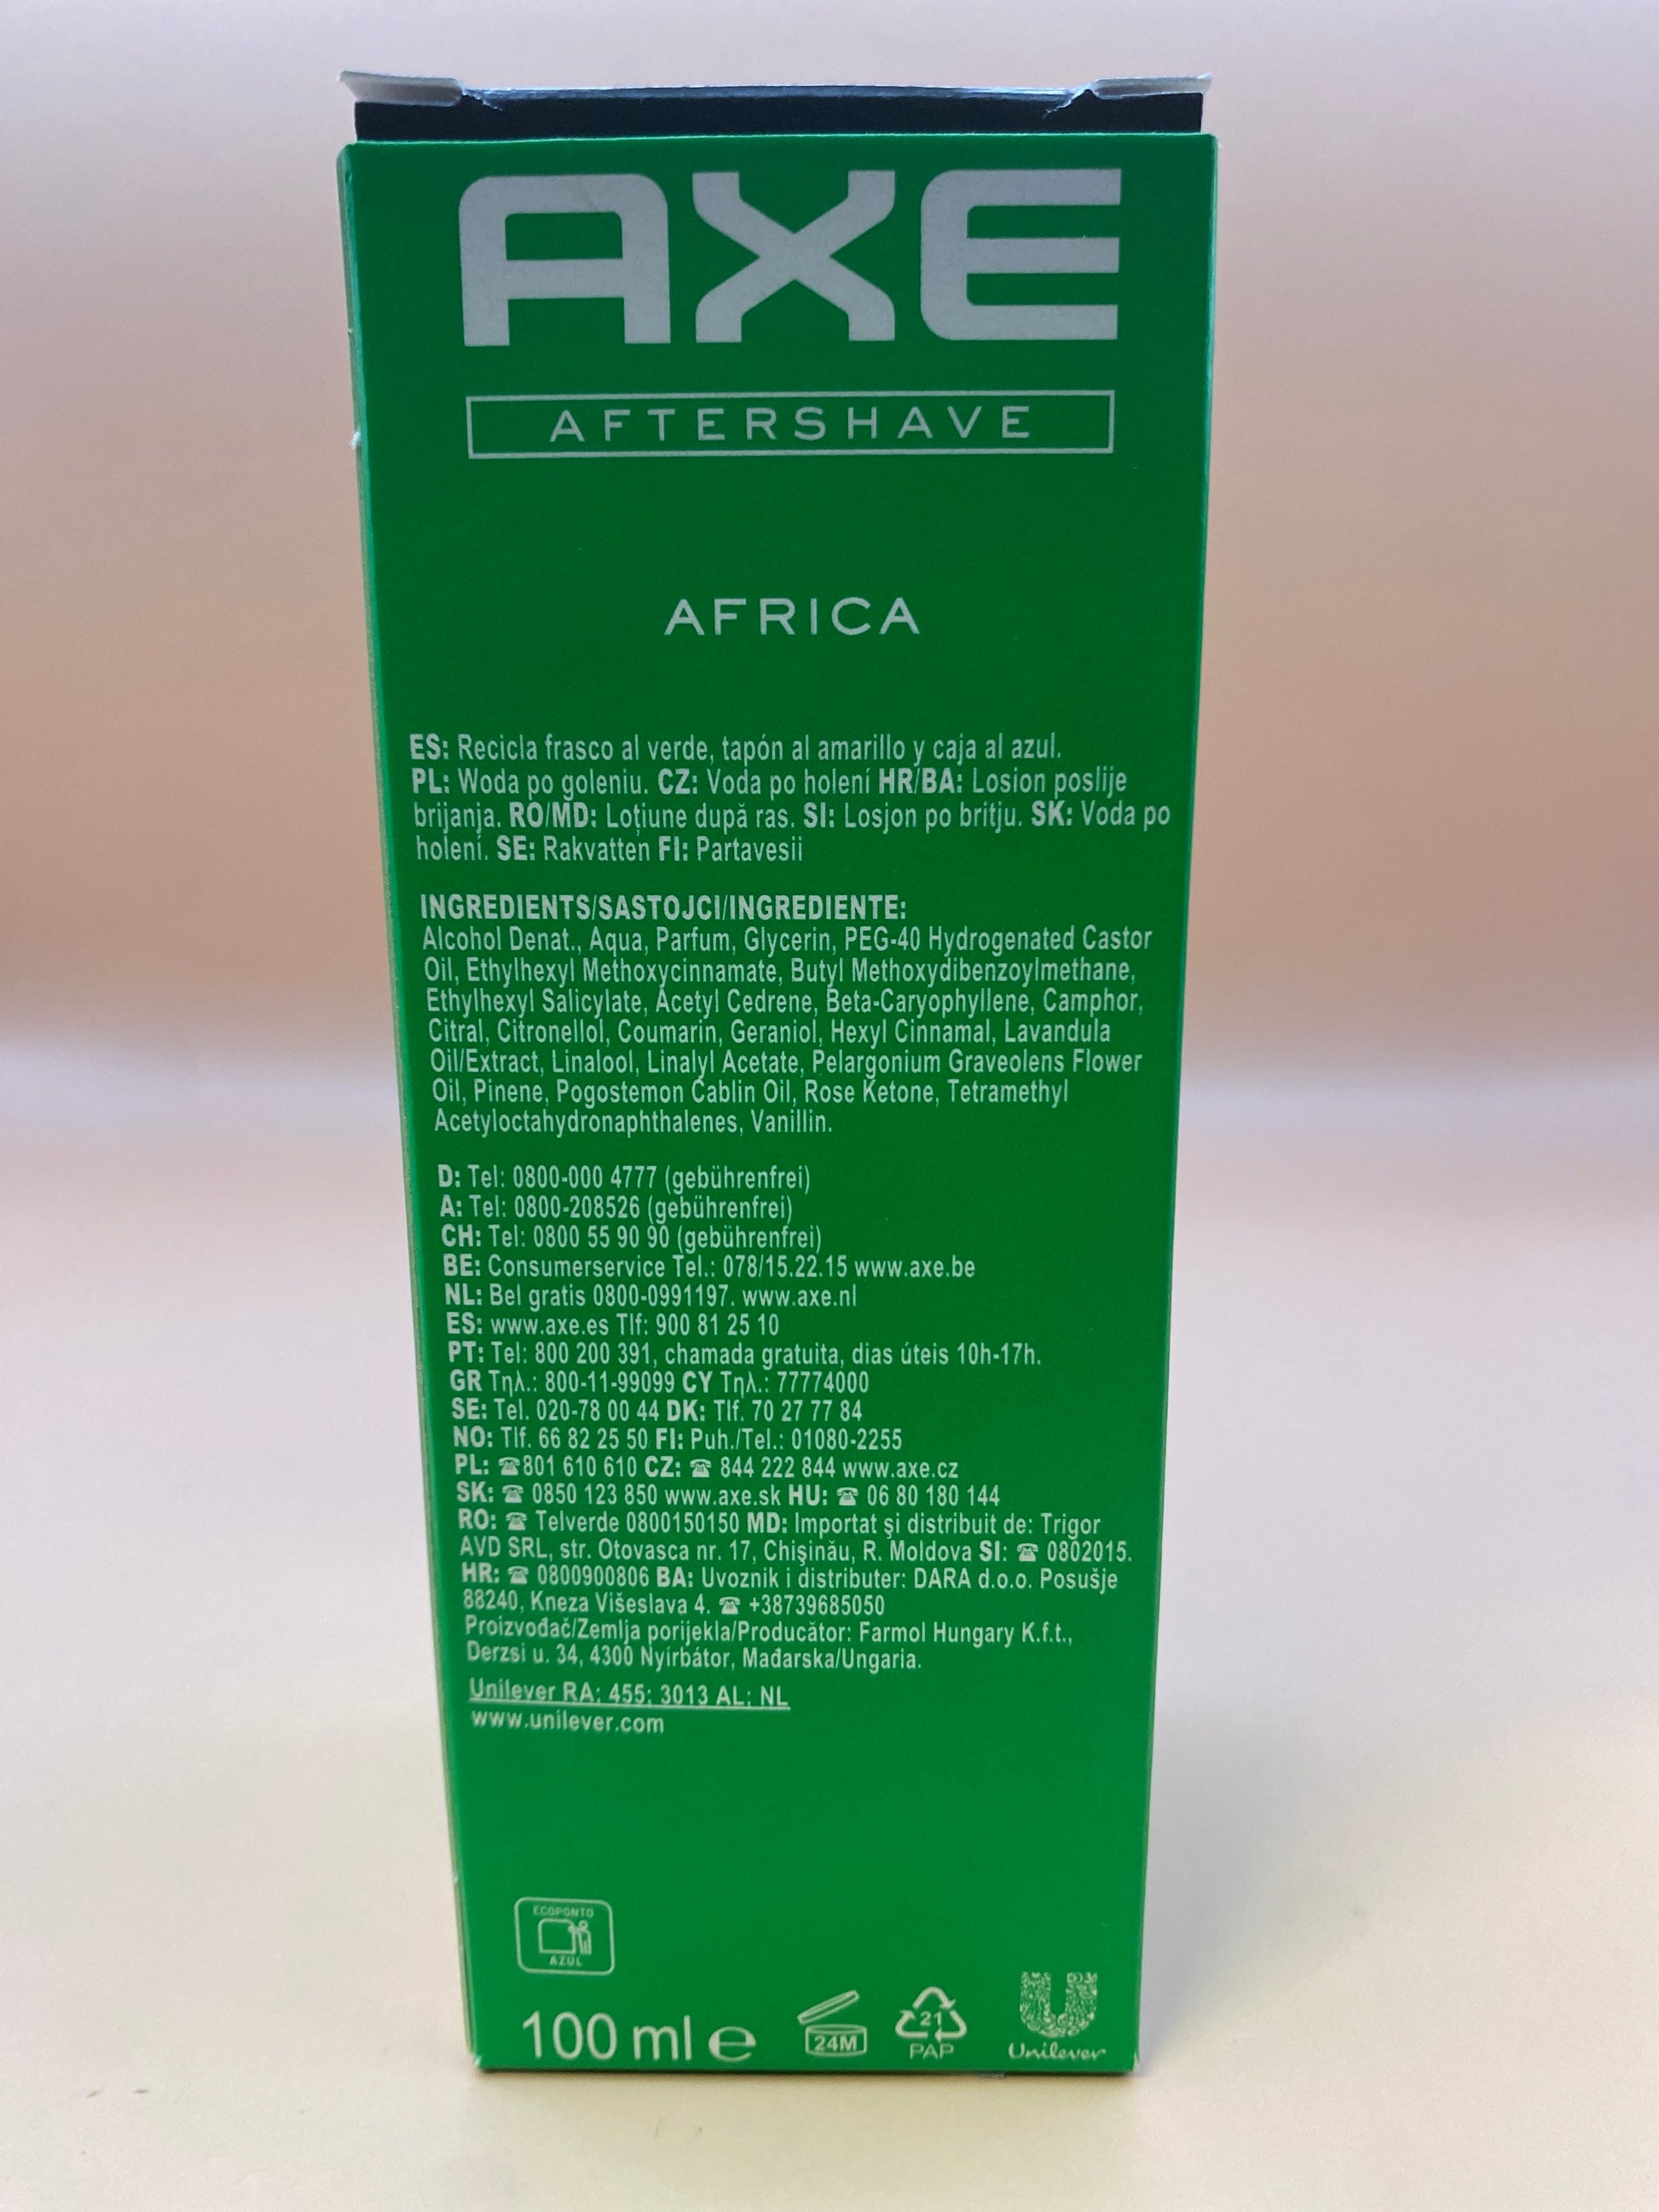 AXE
AFTERSHAVE
AFRICA
ES: Recicla frasco al verde, tapón al amarillo y caja al azul.
PL: Woda po goleniu. CZ: Voda po holení HR/BA: Losion poslije
brijanja. RO/MD: Loțiune după ras. SI: Losjon po britju. SK: Voda po
holení. SE: Rakvatten FI: Partavesii
INGREDIENTS/SASTOJCI/INGREDIENTE:
Alcohol Denat., Aqua, Parfum, Glycerin, PEG-40 Hydrogenated Castor
Oil, Ethylhexyl Methoxycinnamate, Butyl Methoxydibenzoylmethane,
Ethylhexyl Salicylate, Acetyl Cedrene, Beta-Caryophyllene, Camphor,
Citral, Citronellol, Coumarin, Geraniol, Hexyl Cinnamal, Lavandula
Oil/Extract, Linalool, Linalyl Acetate, Pelargonium Graveolens Flower
Oil, Pinene, Pogostemon Cablin Oil, Rose Ketone, Tetramethyl
Acetyloctahydronaphthalenes, Vanillin.
D: Tel: 0800-000 4777 (gebührenfrei)
A: Tel: 0800-208526 (gebührenfrei)
CH: Tel: 0800 55 90 90 (gebührenfrei)
BE: Consumerservice Tel.: 078/15.22.15 www.axe.be
NL: Bel gratis 0800-0991197. www.axe.nl
ES: www.axe.es Tlf: 900 81 25 10
PT: Tel: 800 200 391, chamada gratuita, dias úteis 10h-17h.
GR Τηλ.: 800-11-99099 CY Τηλ.: 77774000
SE: Tel. 020-78 00 44 DK: Tlf. 70 27 77 84
NO: Tlf. 66 82 25 50 FI: Puh./Tel.: 01080-2255
PL: ☎801 610 610 CZ: ☎ 844 222 844 www.axe.cz
SK: ☎ 0850 123 850 www.axe.sk HU: ☎ 06 80 180 144
RO: ☎ Telverde 0800150150 MD: Importat şi distribuit de: Trigor
AVD SRL, str. Otovasca nr. 17, Chişinău, R. Moldova SI: ☎ 0802015.
HR: ☎ 0800900806 BA: Uvoznik i distributer: DARA d.o.o. Posušje
88240, Kneza Višeslava 4. ☎ +38739685050
Proizvođač/Zemlja porijekla/Producător: Farmol Hungary K.f.t.,
Derzsi u. 34, 4300 Nyírbátor, Mađarska/Ungaria.
Unilever RA; 455; 3013 AL; NL
www.unilever.com
ECOPONTO
AZUL
100 ml e
24M
21
PAP
Unilever